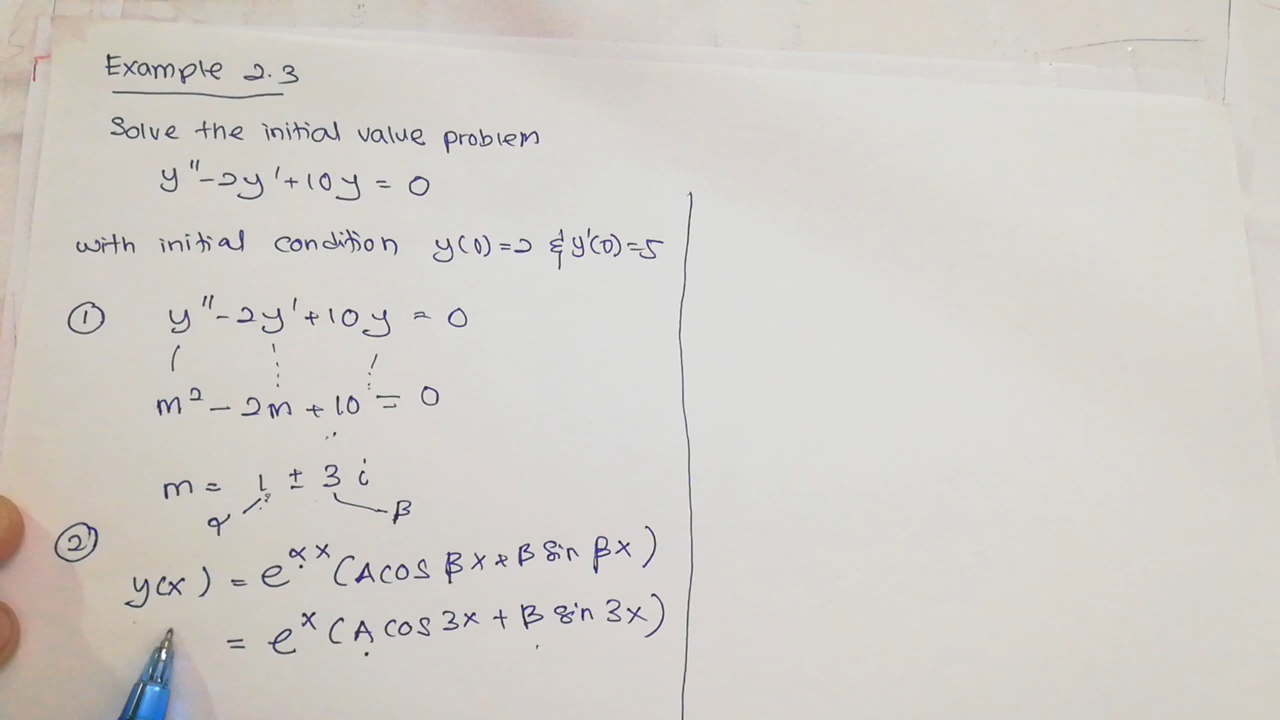 Example 2.3
Solve the initial value problem
y" - 2y' + 10y = 0
with initial condition y(0) = 2 & y'(0) = 5
① y" - 2y' + 10y = 0
m² - 2m + 10 = 0
m = 1 ± 3 i
α β
② y(x) = e^αx (A cos βx + B sin βx)
= e^x (A cos 3x + B sin 3x)